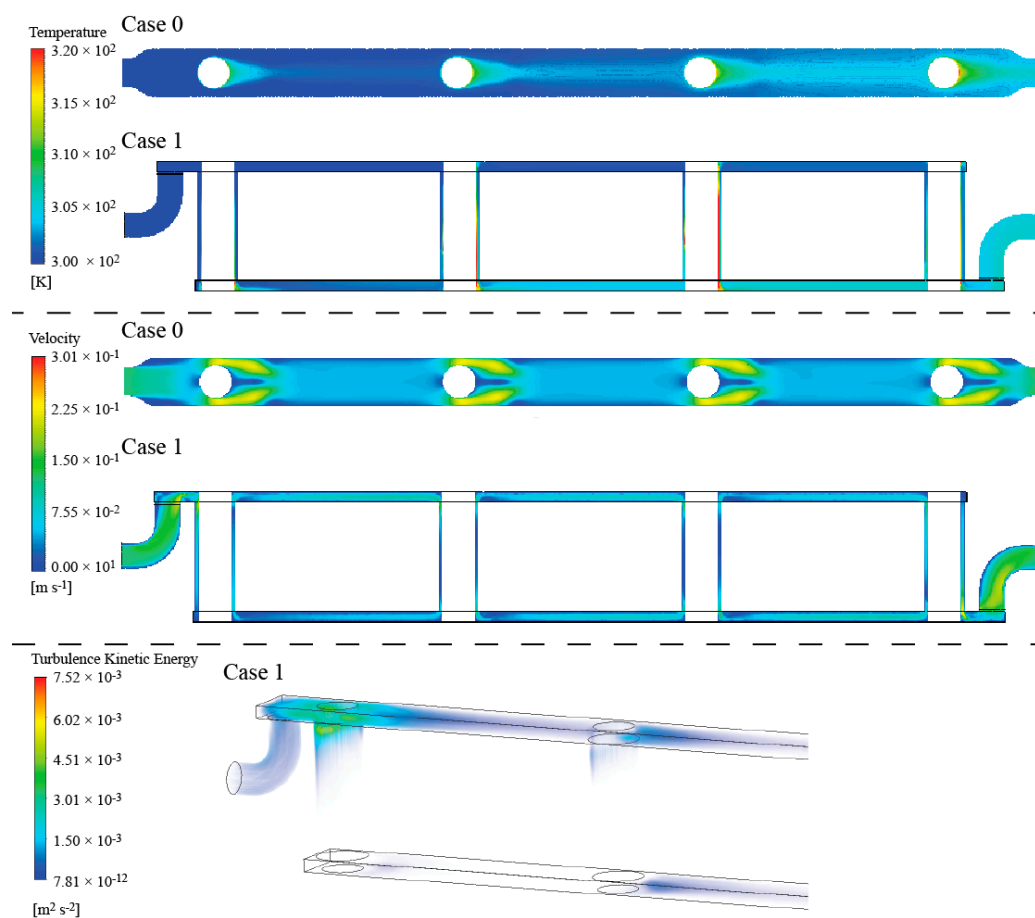 Case 0
Temperature
3.20 × 10²
3.15 × 10²
3.10 × 10²
3.05 × 10²
3.00 × 10²
[K]
Case 1
Case 0
Velocity
3.01 × 10⁻¹
2.25 × 10⁻¹
1.50 × 10⁻¹
7.55 × 10⁻²
0.00 × 10¹
[m s⁻¹]
Case 1
Turbulence Kinetic Energy
Case 1
7.52 × 10⁻³
6.02 × 10⁻³
4.51 × 10⁻³
3.01 × 10⁻³
1.50 × 10⁻³
7.81 × 10⁻¹²
[m² s⁻²]